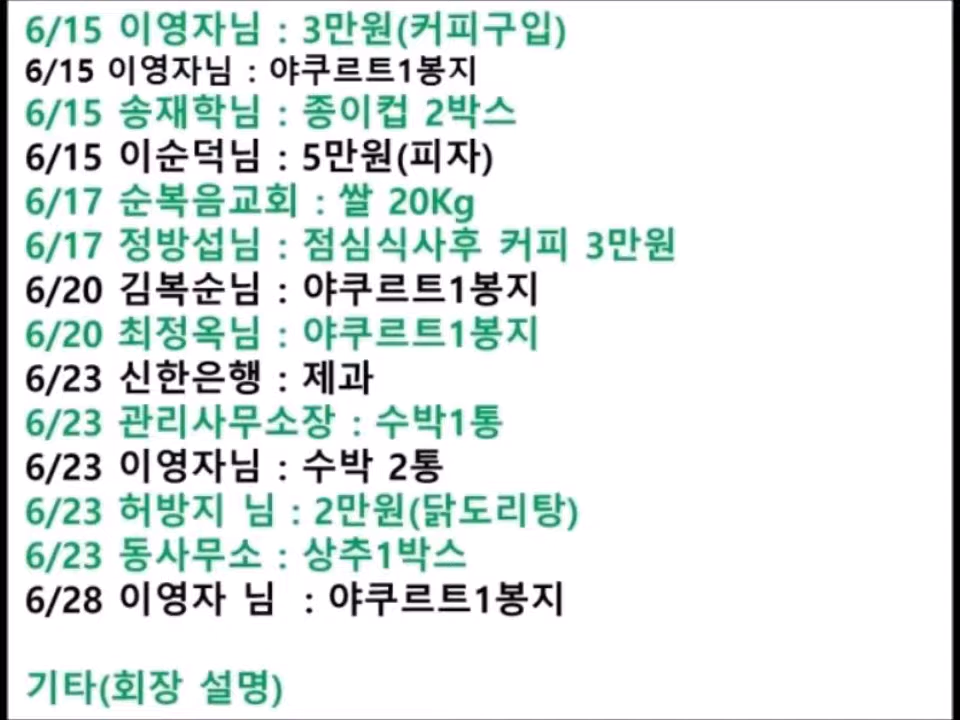 6/15 이영자님 : 3만원(커피구입)
6/15 이영자님 : 야쿠르트1봉지
6/15 송재학님 : 종이컵 2박스
6/15 이순덕님 : 5만원(피자)
6/17 순복음교회 : 쌀 20Kg
6/17 정방섭님 : 점심식사후 커피 3만원
6/20 김복순님 : 야쿠르트1봉지
6/20 최정옥님 : 야쿠르트1봉지
6/23 신한은행 : 제과
6/23 관리사무소장 : 수박1통
6/23 이영자님 : 수박 2통
6/23 허방지 님 : 2만원(닭도리탕)
6/23 동사무소 : 상추1박스
6/28 이영자 님 : 야쿠르트1봉지
기타(회장 설명)